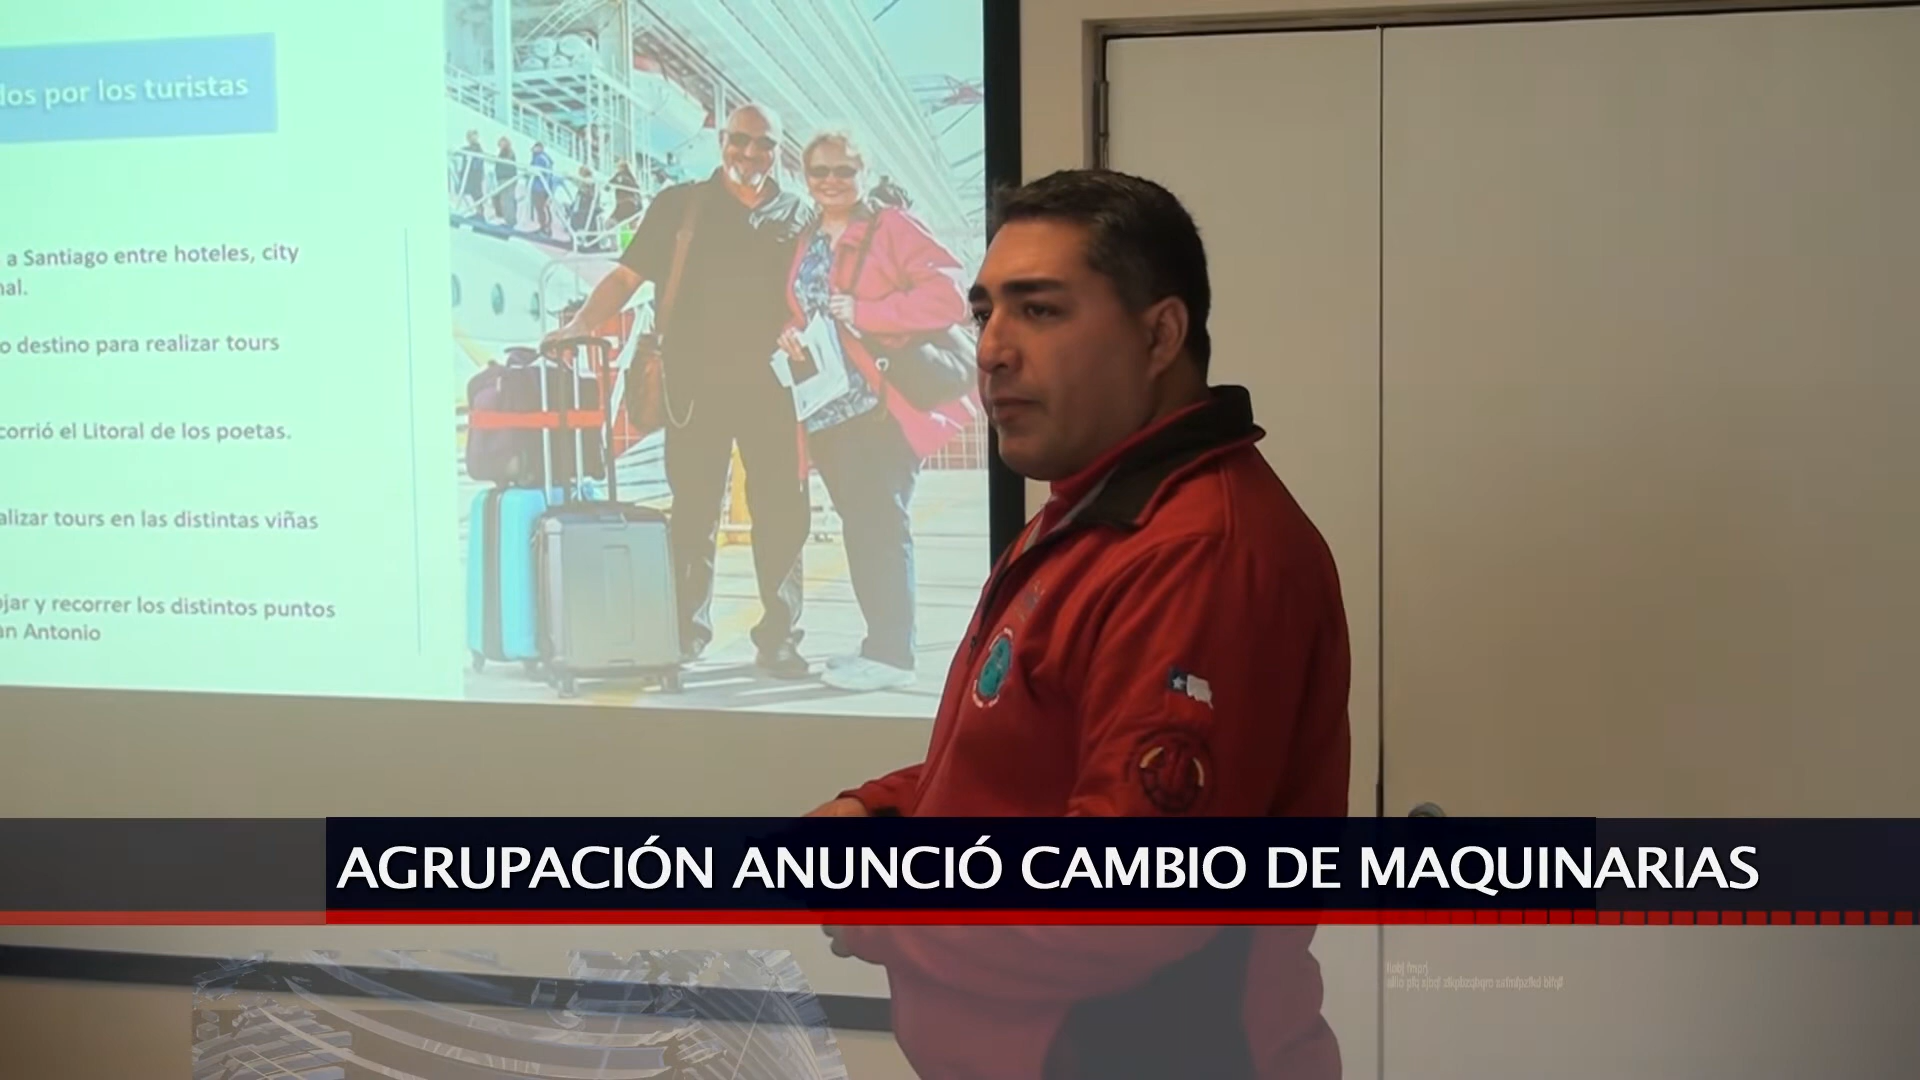 los por los turistas
a Santiago entre hoteles, city
nal.
o destino para realizar tours
corrió el Litoral de los poetas.
alizar tours en las distintas viñas
jar y recorrer los distintos puntos
an Antonio
AGRUPACIÓN ANUNCIÓ CAMBIO DE MAQUINARIAS